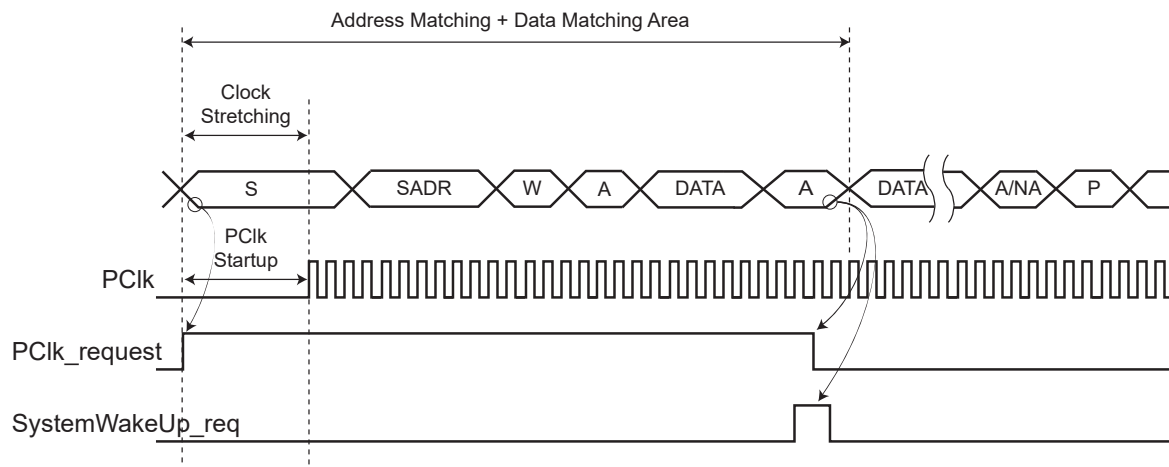 Address Matching + Data Matching Area
Clock
Stretching
S
SADR
W
A
DATA
A
DATA
A/NA
P
PClk
Startup
PClk
PClk_request
SystemWakeUp_req